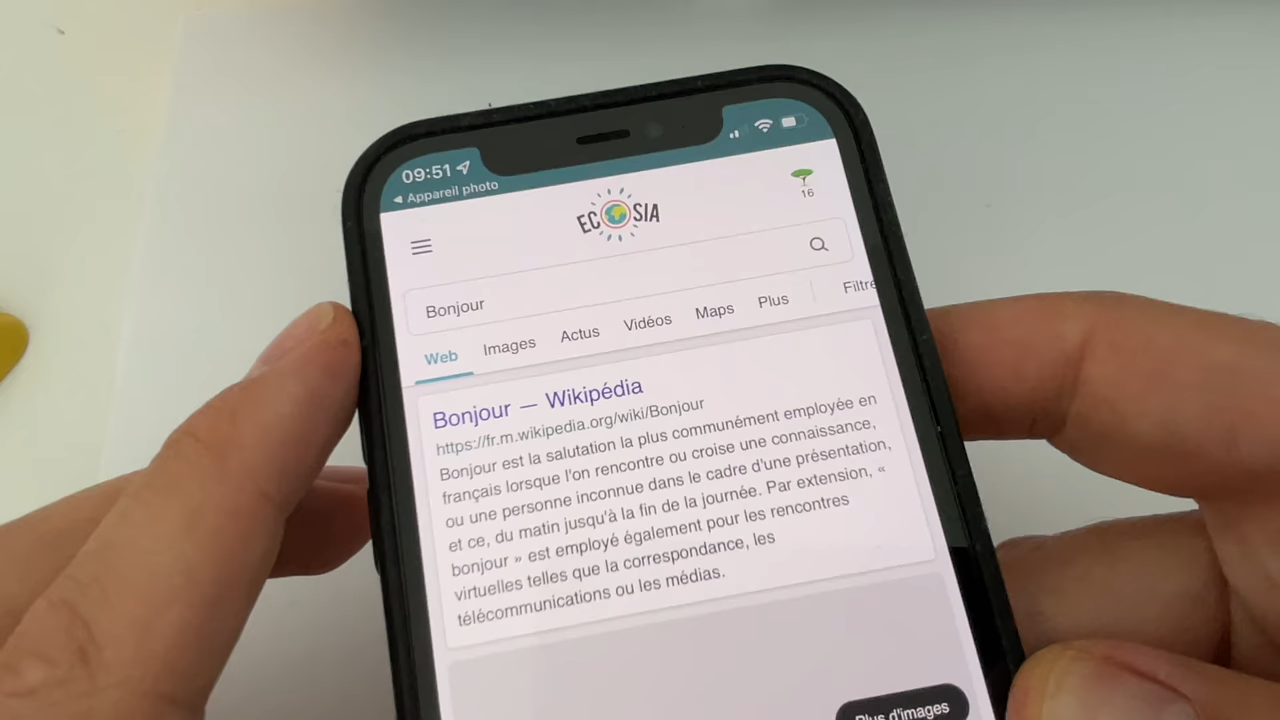 09:51
◀ Appareil photo
ECOSIA
16
Bonjour
Web Images Actus Vidéos Maps Plus Filtre
Bonjour — Wikipédia
https://fr.m.wikipedia.org/wiki/Bonjour
Bonjour est la salutation la plus communément employée en
français lorsque l'on rencontre ou croise une connaissance,
ou une personne inconnue dans le cadre d'une présentation,
et ce, du matin jusqu'à la fin de la journée. Par extension, «
bonjour » est employé également pour les rencontres
virtuelles telles que la correspondance, les
télécommunications ou les médias.
Plus d'images